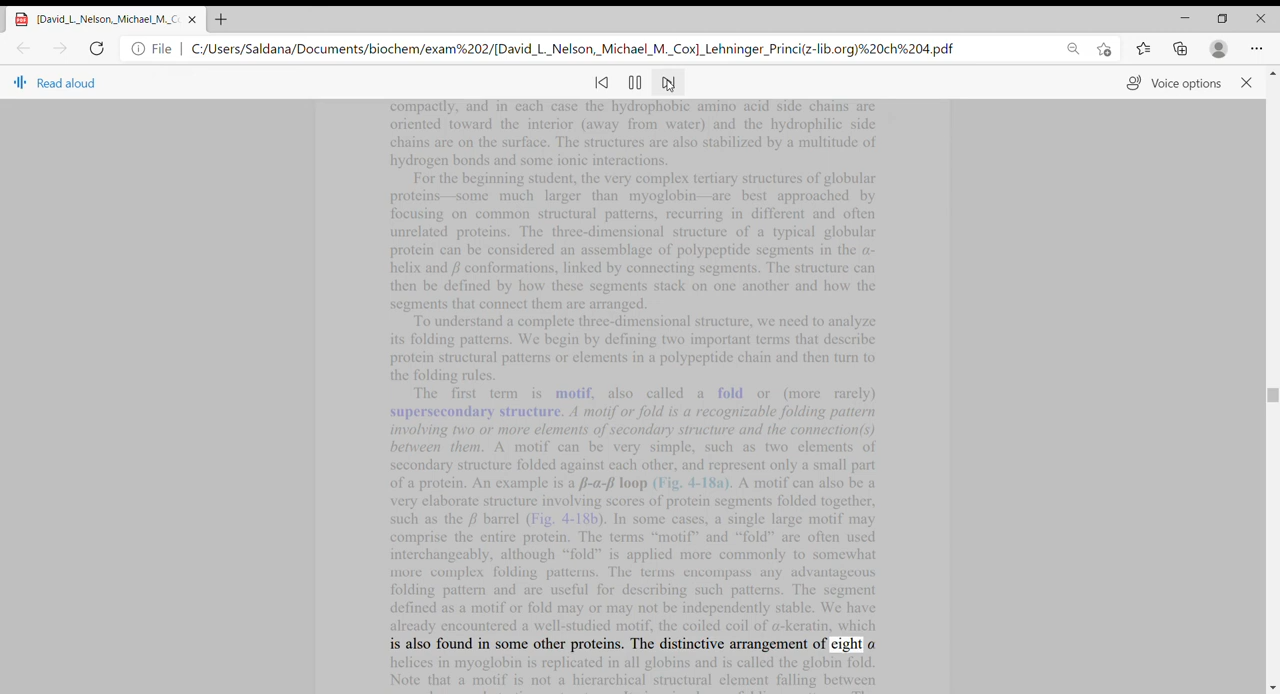 [David_L._Nelson,_Michael_M._C
File
C:/Users/Saldana/Documents/biochem/exam%202/[David_L._Nelson,_Michael_M._Cox]_Lehninger_Princi(z-lib.org)%20ch%204.pdf
Read aloud
Voice options
compactly, and in each case the hydrophobic amino acid side chains are
oriented toward the interior (away from water) and the hydrophilic side
chains are on the surface. The structures are also stabilized by a multitude of
hydrogen bonds and some ionic interactions.
For the beginning student, the very complex tertiary structures of globular
proteins—some much larger than myoglobin—are best approached by
focusing on common structural patterns, recurring in different and often
unrelated proteins. The three-dimensional structure of a typical globular
protein can be considered an assemblage of polypeptide segments in the α-
helix and β conformations, linked by connecting segments. The structure can
then be defined by how these segments stack on one another and how the
segments that connect them are arranged.
To understand a complete three-dimensional structure, we need to analyze
its folding patterns. We begin by defining two important terms that describe
protein structural patterns or elements in a polypeptide chain and then turn to
the folding rules.
The first term is motif, also called a fold or (more rarely)
supersecondary structure. A motif or fold is a recognizable folding pattern
involving two or more elements of secondary structure and the connection(s)
between them. A motif can be very simple, such as two elements of
secondary structure folded against each other, and represent only a small part
of a protein. An example is a β-α-β loop (Fig. 4-18a). A motif can also be a
very elaborate structure involving scores of protein segments folded together,
such as the β barrel (Fig. 4-18b). In some cases, a single large motif may
comprise the entire protein. The terms “motif” and “fold” are often used
interchangeably, although “fold” is applied more commonly to somewhat
more complex folding patterns. The terms encompass any advantageous
folding pattern and are useful for describing such patterns. The segment
defined as a motif or fold may or may not be independently stable. We have
already encountered a well-studied motif, the coiled coil of α-keratin, which
is also found in some other proteins. The distinctive arrangement of eight α
helices in myoglobin is replicated in all globins and is called the globin fold.
Note that a motif is not a hierarchical structural element falling between